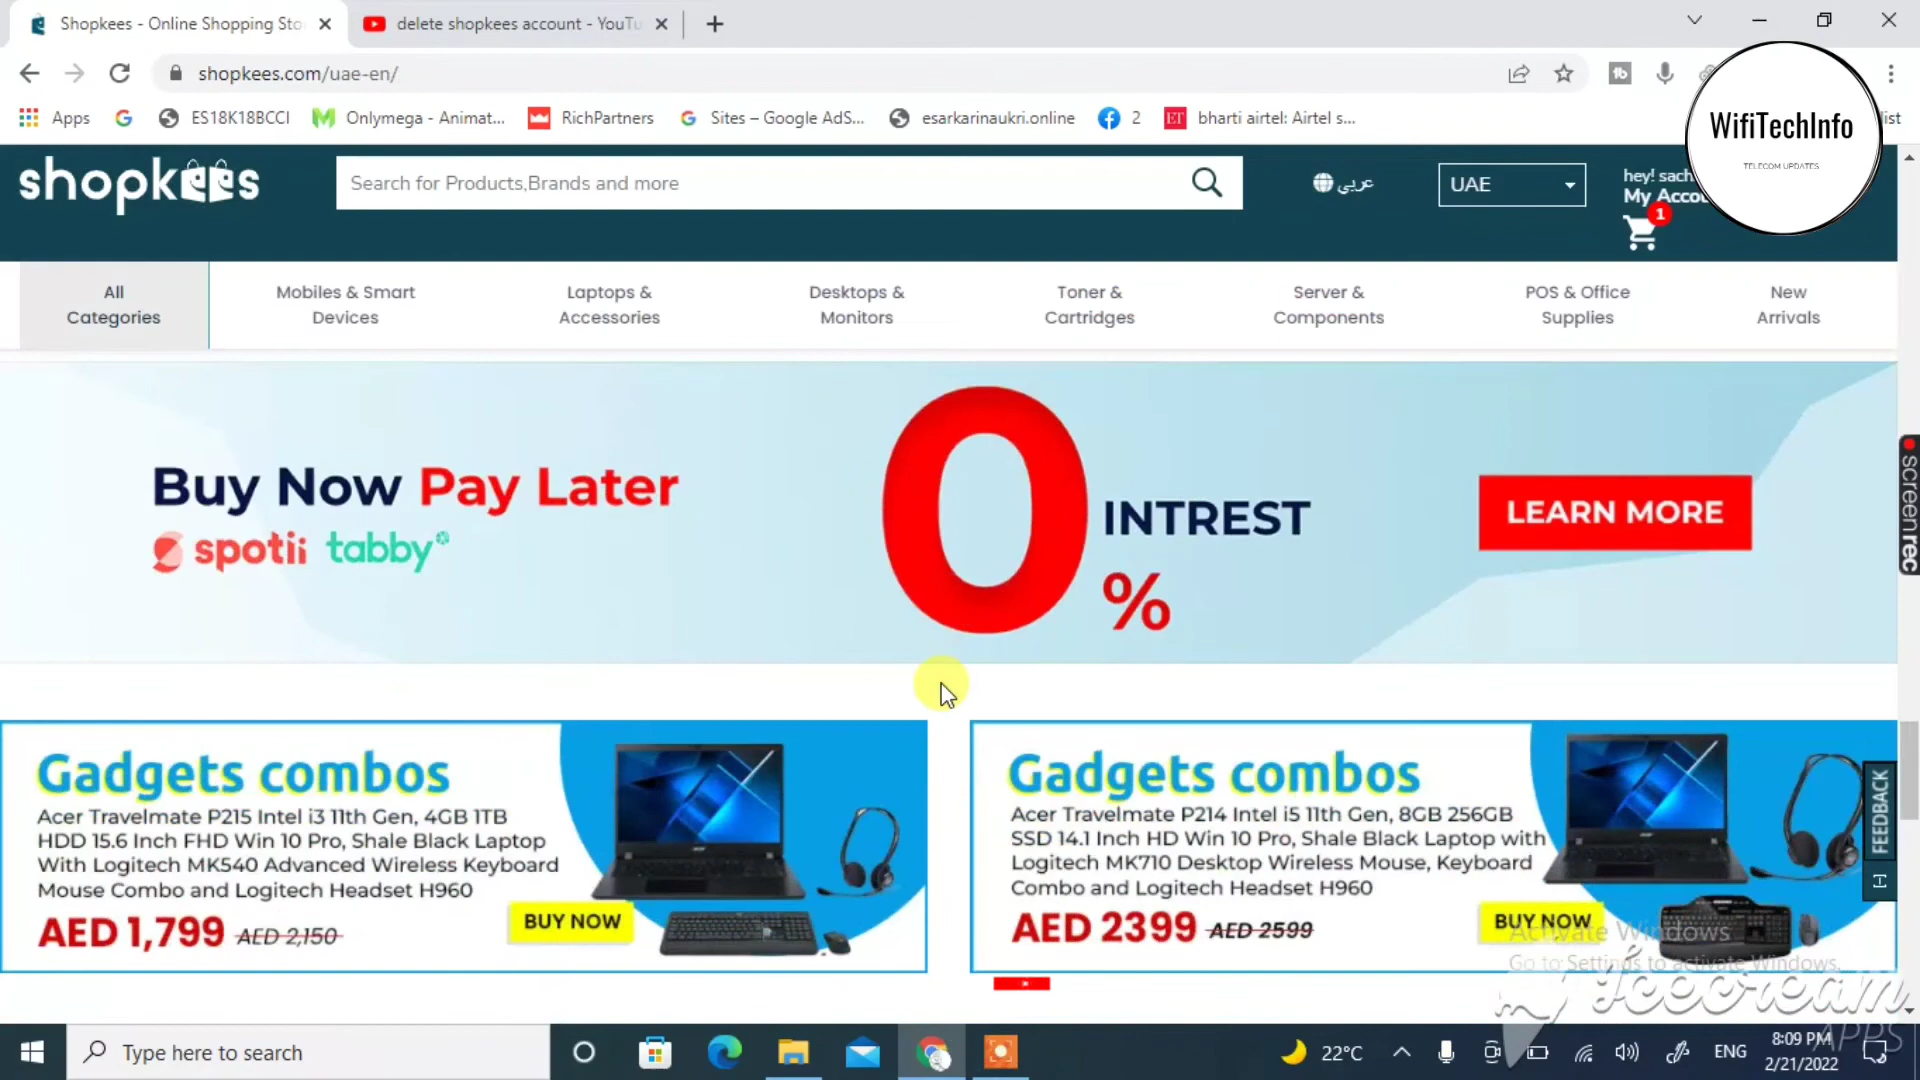 Shopkees - Online Shopping Sto
delete shopkees account - YouTu
shopkees.com/uae-en/
Apps
ES18K18BCCI
Onlymega - Animat...
RichPartners
Sites – Google AdS...
esarkarinaukri.online
2
ET
bharti airtel: Airtel s...
list
WifiTechInfo
TELECOM UPDATES
shopkees
Search for Products,Brands and more
عربي
UAE
hey! sach
My Accou
1
All
Categories
Mobiles & Smart
Devices
Laptops &
Accessories
Desktops &
Monitors
Toner &
Cartridges
Server &
Components
POS & Office
Supplies
New
Arrivals
Buy Now Pay Later
spotii tabby
0
INTREST
%
LEARN MORE
screenrec
Gadgets combos
Acer Travelmate P215 Intel i3 11th Gen, 4GB 1TB
HDD 15.6 Inch FHD Win 10 Pro, Shale Black Laptop
With Logitech MK540 Advanced Wireless Keyboard
Mouse Combo and Logitech Headset H960
AED 1,799 AED 2,150
BUY NOW
Gadgets combos
Acer Travelmate P214 Intel i5 11th Gen, 8GB 256GB
SSD 14.1 Inch HD Win 10 Pro, Shale Black Laptop with
Logitech MK710 Desktop Wireless Mouse, Keyboard
Combo and Logitech Headset H960
AED 2399 AED 2599
BUY NOW
FEEDBACK
[-]
Activate Windows
Go to Settings to activate Windows.
Icecream
APPS
Type here to search
22°C
ENG
8:09 PM
2/21/2022